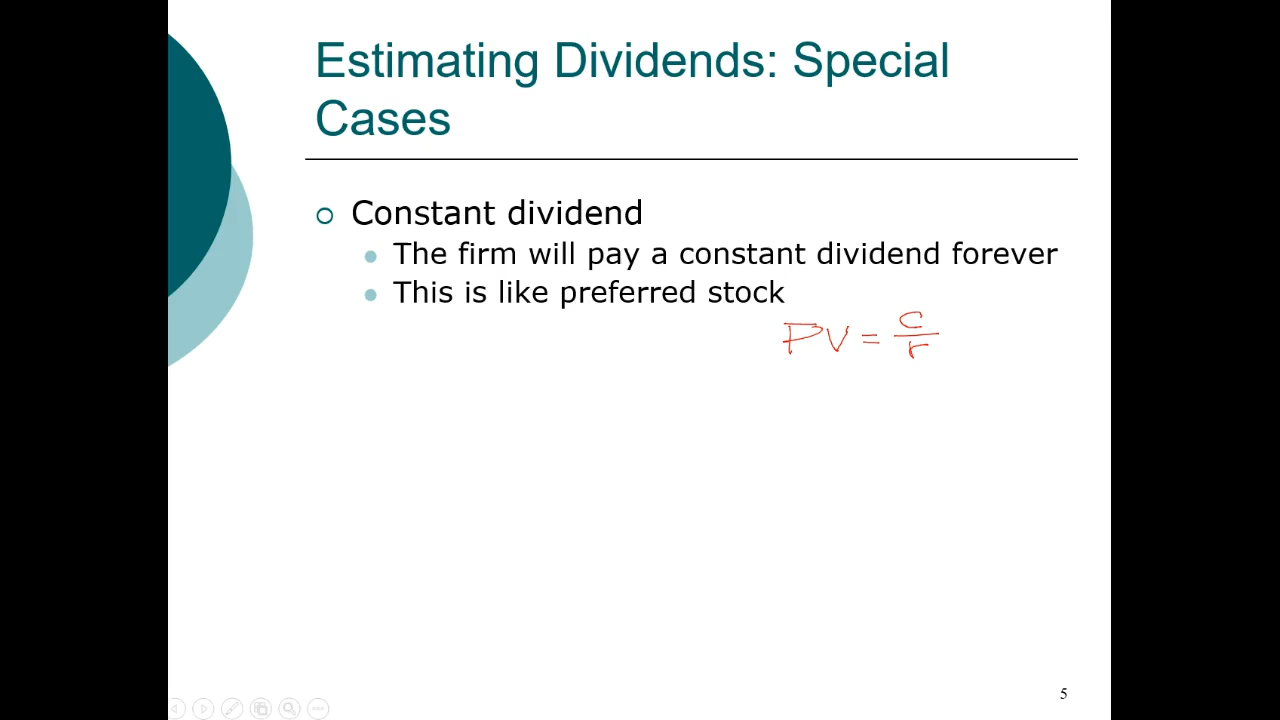 Estimating Dividends: Special
Cases
Constant dividend
The firm will pay a constant dividend forever
This is like preferred stock
PV = c/r
5